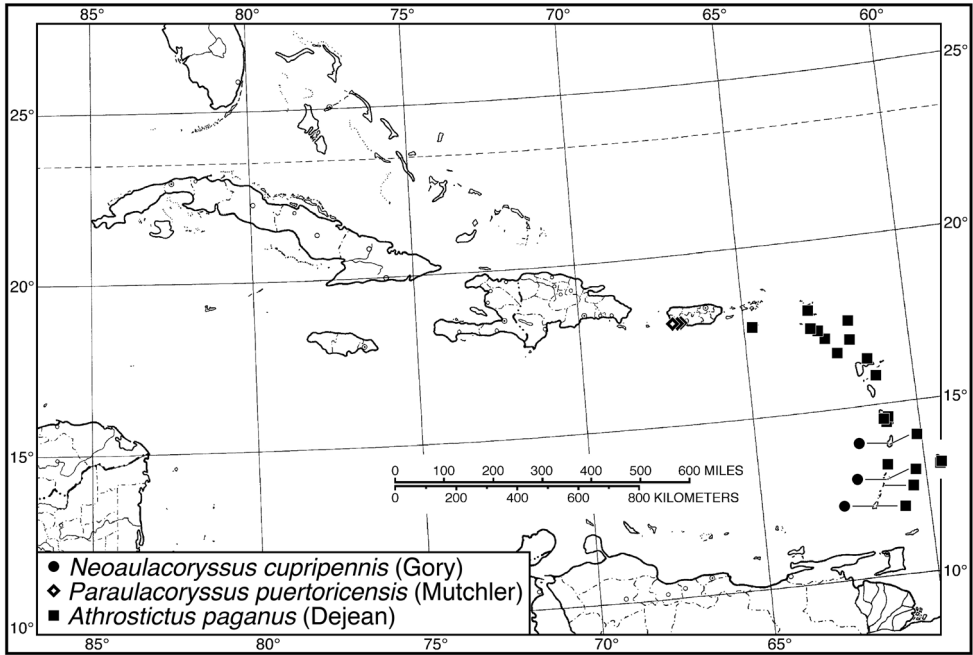 85° 80° 75° 70° 65° 60°
25°
25°
20°
20°
15°
15°
0 100 200 300 400 500 600 MILES
0 200 400 600 800 KILOMETERS
10°
Neoaulacoryssus cupripennis (Gory)
Paraulacoryssus puertoricensis (Mutchler)
Athrostictus paganus (Dejean)
10°
85° 80° 75° 70° 65°